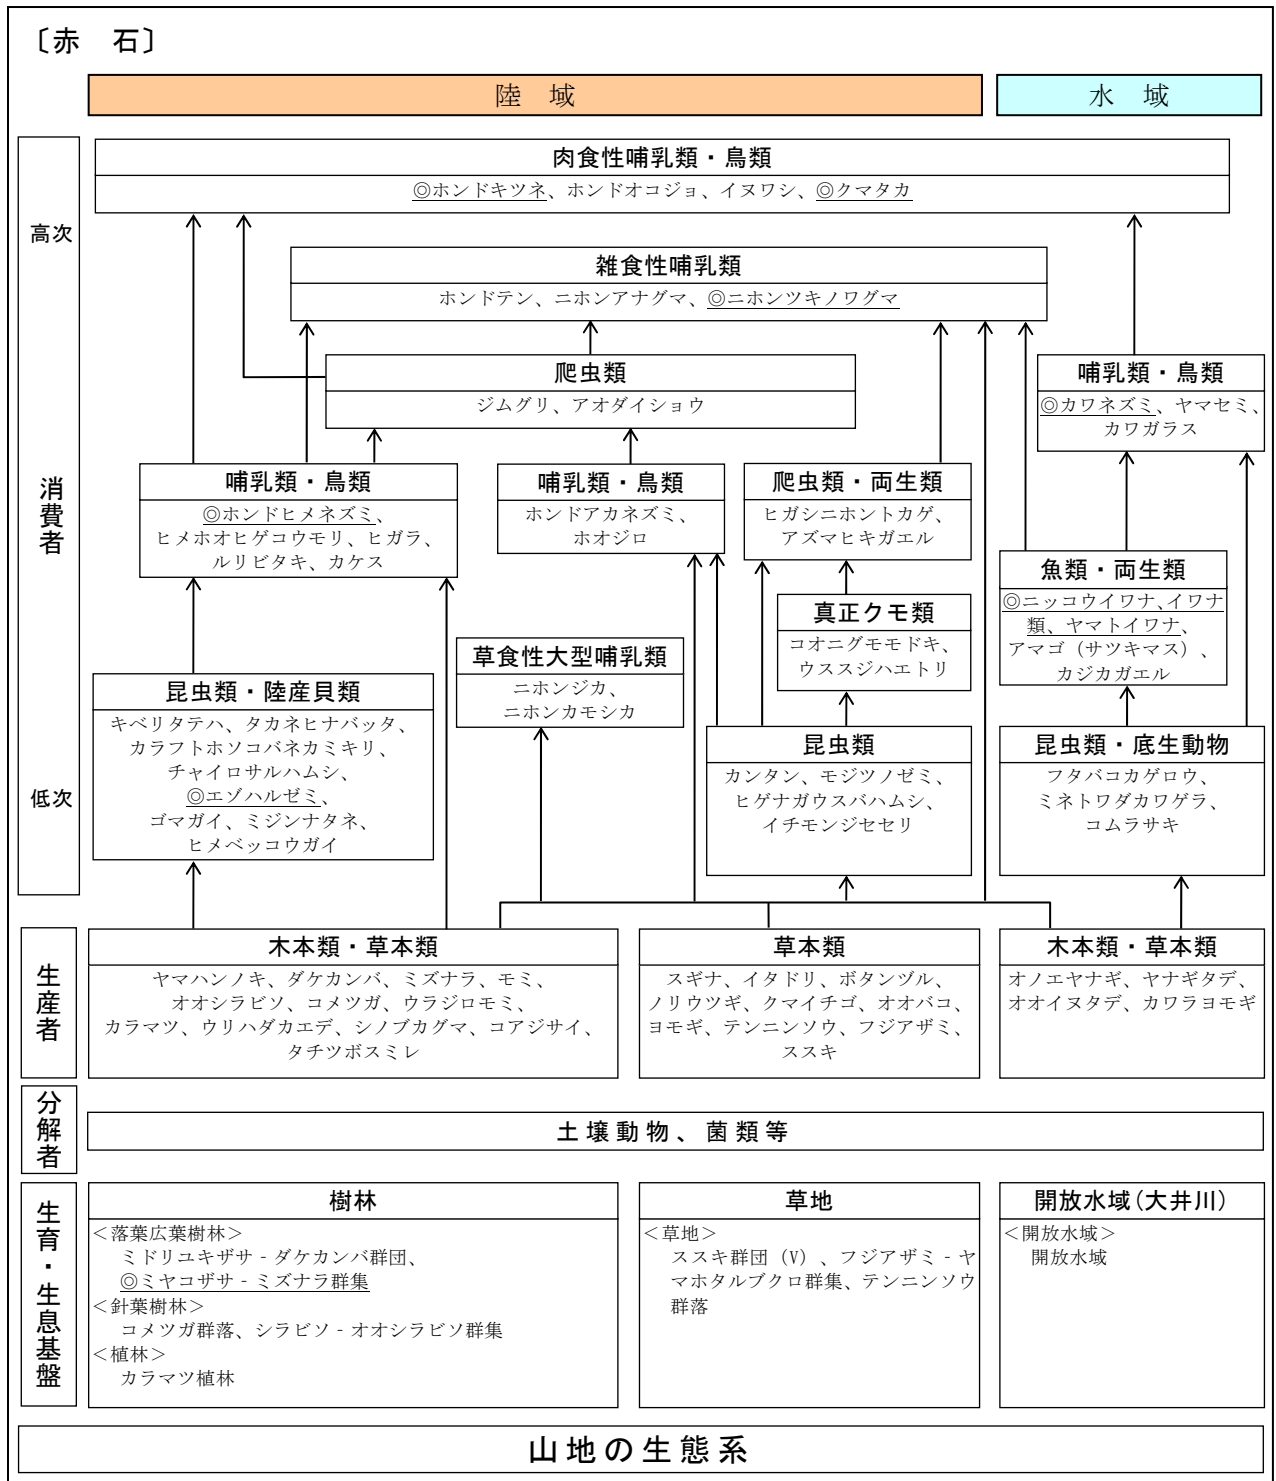 〔赤　石〕
陸　域
水　域
肉食性哺乳類・鳥類
◎ホンドキツネ、ホンドオコジョ、イヌワシ、◎クマタカ
高次
雑食性哺乳類
ホンドテン、ニホンアナグマ、◎ニホンツキノワグマ
爬虫類
ジムグリ、アオダイショウ
哺乳類・鳥類
◎カワネズミ、ヤマセミ、
カワガラス
消費者
哺乳類・鳥類
◎ホンドヒメネズミ、
ヒメホオヒゲコウモリ、ヒガラ、
ルリビタキ、カケス
哺乳類・鳥類
ホンドアカネズミ、
ホオジロ
爬虫類・両生類
ヒガシニホントカゲ、
アズマヒキガエル
魚類・両生類
◎ニッコウイワナ、イワナ
類、ヤマトイワナ、
アマゴ（サツキマス）、
カジカガエル
真正クモ類
コオニグモモドキ、
ウススジハエトリ
草食性大型哺乳類
ニホンジカ、
ニホンカモシカ
昆虫類・陸産貝類
キベリタテハ、タカネヒナバッタ、
カラフトホソコバネカミキリ、
チャイロサルハムシ、
◎エゾハルゼミ、
ゴマガイ、ミジンナタネ、
ヒメベッコウガイ
昆虫類
カンタン、モジツノゼミ、
ヒゲナガウスバハムシ、
イチモンジセセリ
昆虫類・底生動物
フタバコカゲロウ、
ミネトワダカワゲラ、
コムラサキ
低次
生産者
木本類・草本類
ヤマハンノキ、ダケカンバ、ミズナラ、モミ、
オオシラビソ、コメツガ、ウラジロモミ、
カラマツ、ウリハダカエデ、シノブカグマ、コアジサイ、
タチツボスミレ
草本類
スギナ、イタドリ、ボタンヅル、
ノリウツギ、クマイチゴ、オオバコ、
ヨモギ、テンニンソウ、フジアザミ、
ススキ
木本類・草本類
オノエヤナギ、ヤナギタデ、
オオイヌタデ、カワラヨモギ
分解者
土壌動物、菌類等
生育・生息基盤
樹林
＜落葉広葉樹林＞
ミドリユキザサ‐ダケカンバ群団、
◎ミヤコザサ‐ミズナラ群集
＜針葉樹林＞
コメツガ群落、シラビソ‐オオシラビソ群集
＜植林＞
カラマツ植林
草地
＜草地＞
ススキ群団（Ⅴ）、フジアザミ‐ヤ
マホタルブクロ群集、テンニンソウ
群落
開放水域（大井川）
＜開放水域＞
開放水域
山地の生態系